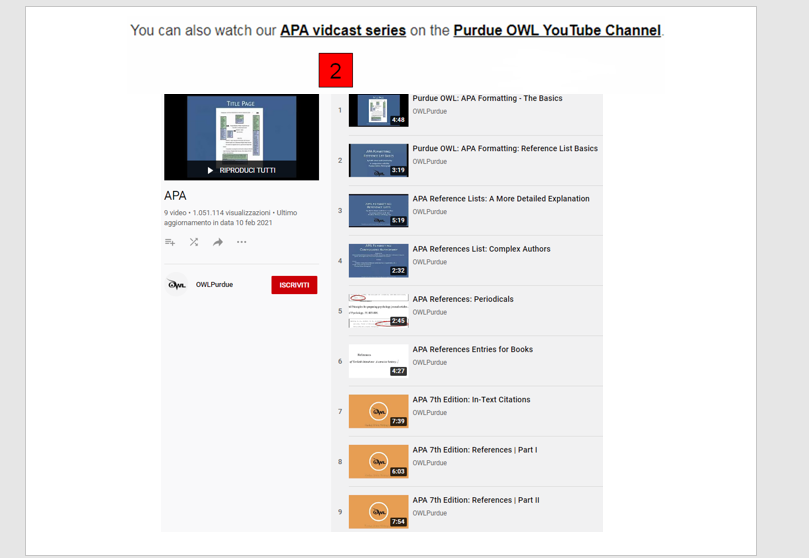 You can also watch our APA vidcast series on the Purdue OWL YouTube Channel.
2
TITLE PAGE
RIPRODUCI TUTTI
APA
9 video • 1.051.114 visualizzazioni • Ultimo
aggiornamento in data 10 feb 2021
OWLPurdue
ISCRIVITI
1
4:48
Purdue OWL: APA Formatting - The Basics
OWLPurdue
2
3:19
Purdue OWL: APA Formatting: Reference List Basics
OWLPurdue
3
5:19
APA Reference Lists: A More Detailed Explanation
OWLPurdue
4
2:32
APA References List: Complex Authors
OWLPurdue
5
2:45
APA References: Periodicals
OWLPurdue
6
4:27
APA References Entries for Books
OWLPurdue
7
7:39
APA 7th Edition: In-Text Citations
OWLPurdue
8
6:03
APA 7th Edition: References | Part I
OWLPurdue
9
7:54
APA 7th Edition: References | Part II
OWLPurdue